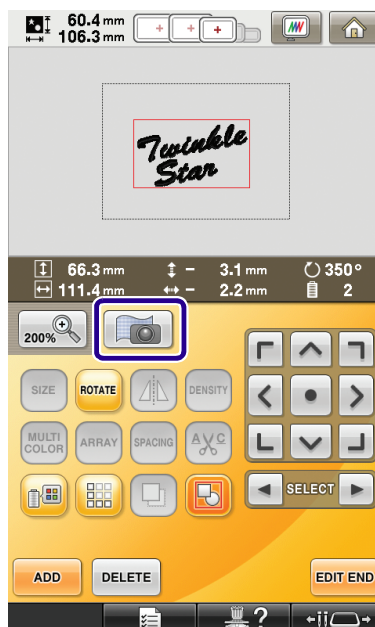 60.4 mm
106.3 mm
Twinkle
Star
66.3 mm - 3.1 mm 350°
111.4 mm - 2.2 mm 2
200%
SIZE ROTATE DENSITY
MULTI COLOR ARRAY SPACING A C
SELECT
ADD DELETE EDIT END
?